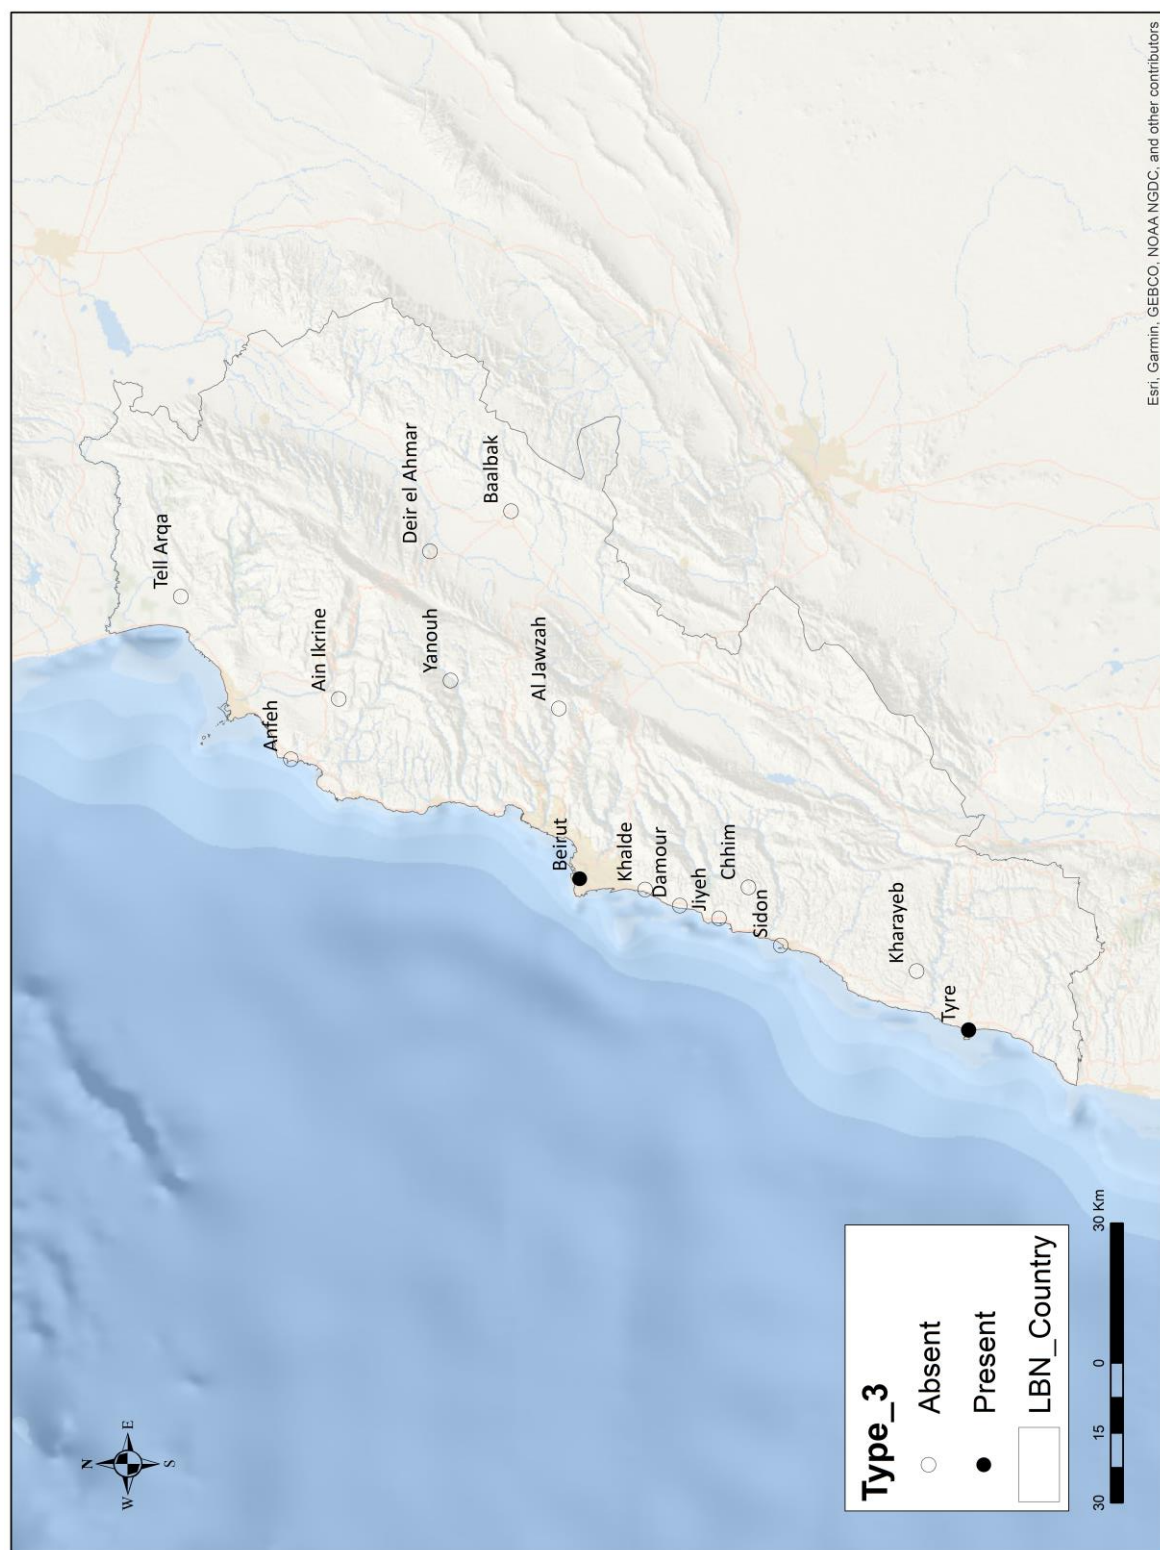 Tell Arqa
Anfeh
Ain Ikrine
Yanouh
Deir el Ahmar
Baalbak
Al Jawzah
Beirut
Khalde
Damour
Jiyeh
Chhim
Sidon
Kharayeb
Tyre
N
W
E
S
Type_3
Absent
Present
LBN_Country
30 15 0 30 Km
Esri, Garmin, GEBCO, NOAA NGDC, and other contributors